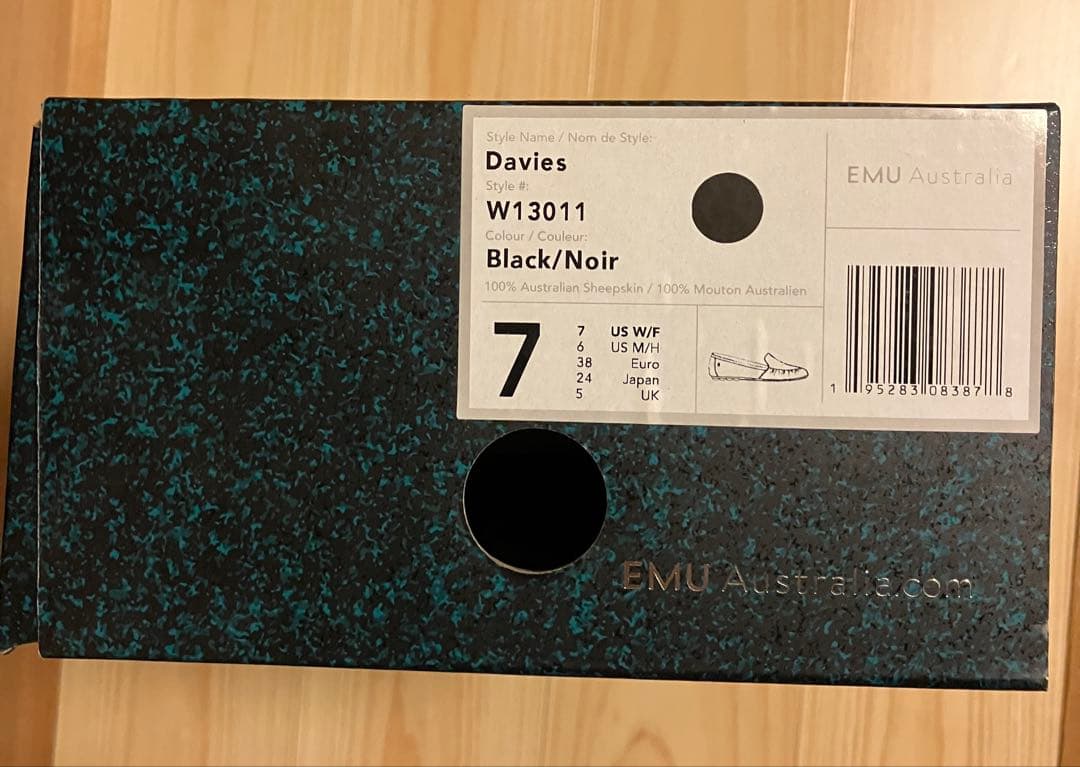 Style Name / Nom de Style:
Davies
Style #:
W13011
Colour / Couleur:
Black/Noir
100% Australian Sheepskin / 100% Mouton Australien
7
7 US W/F
6 US M/H
38 Euro
24 Japan
5 UK
EMU Australia
1 95283 08387 8
EMU Australia.com